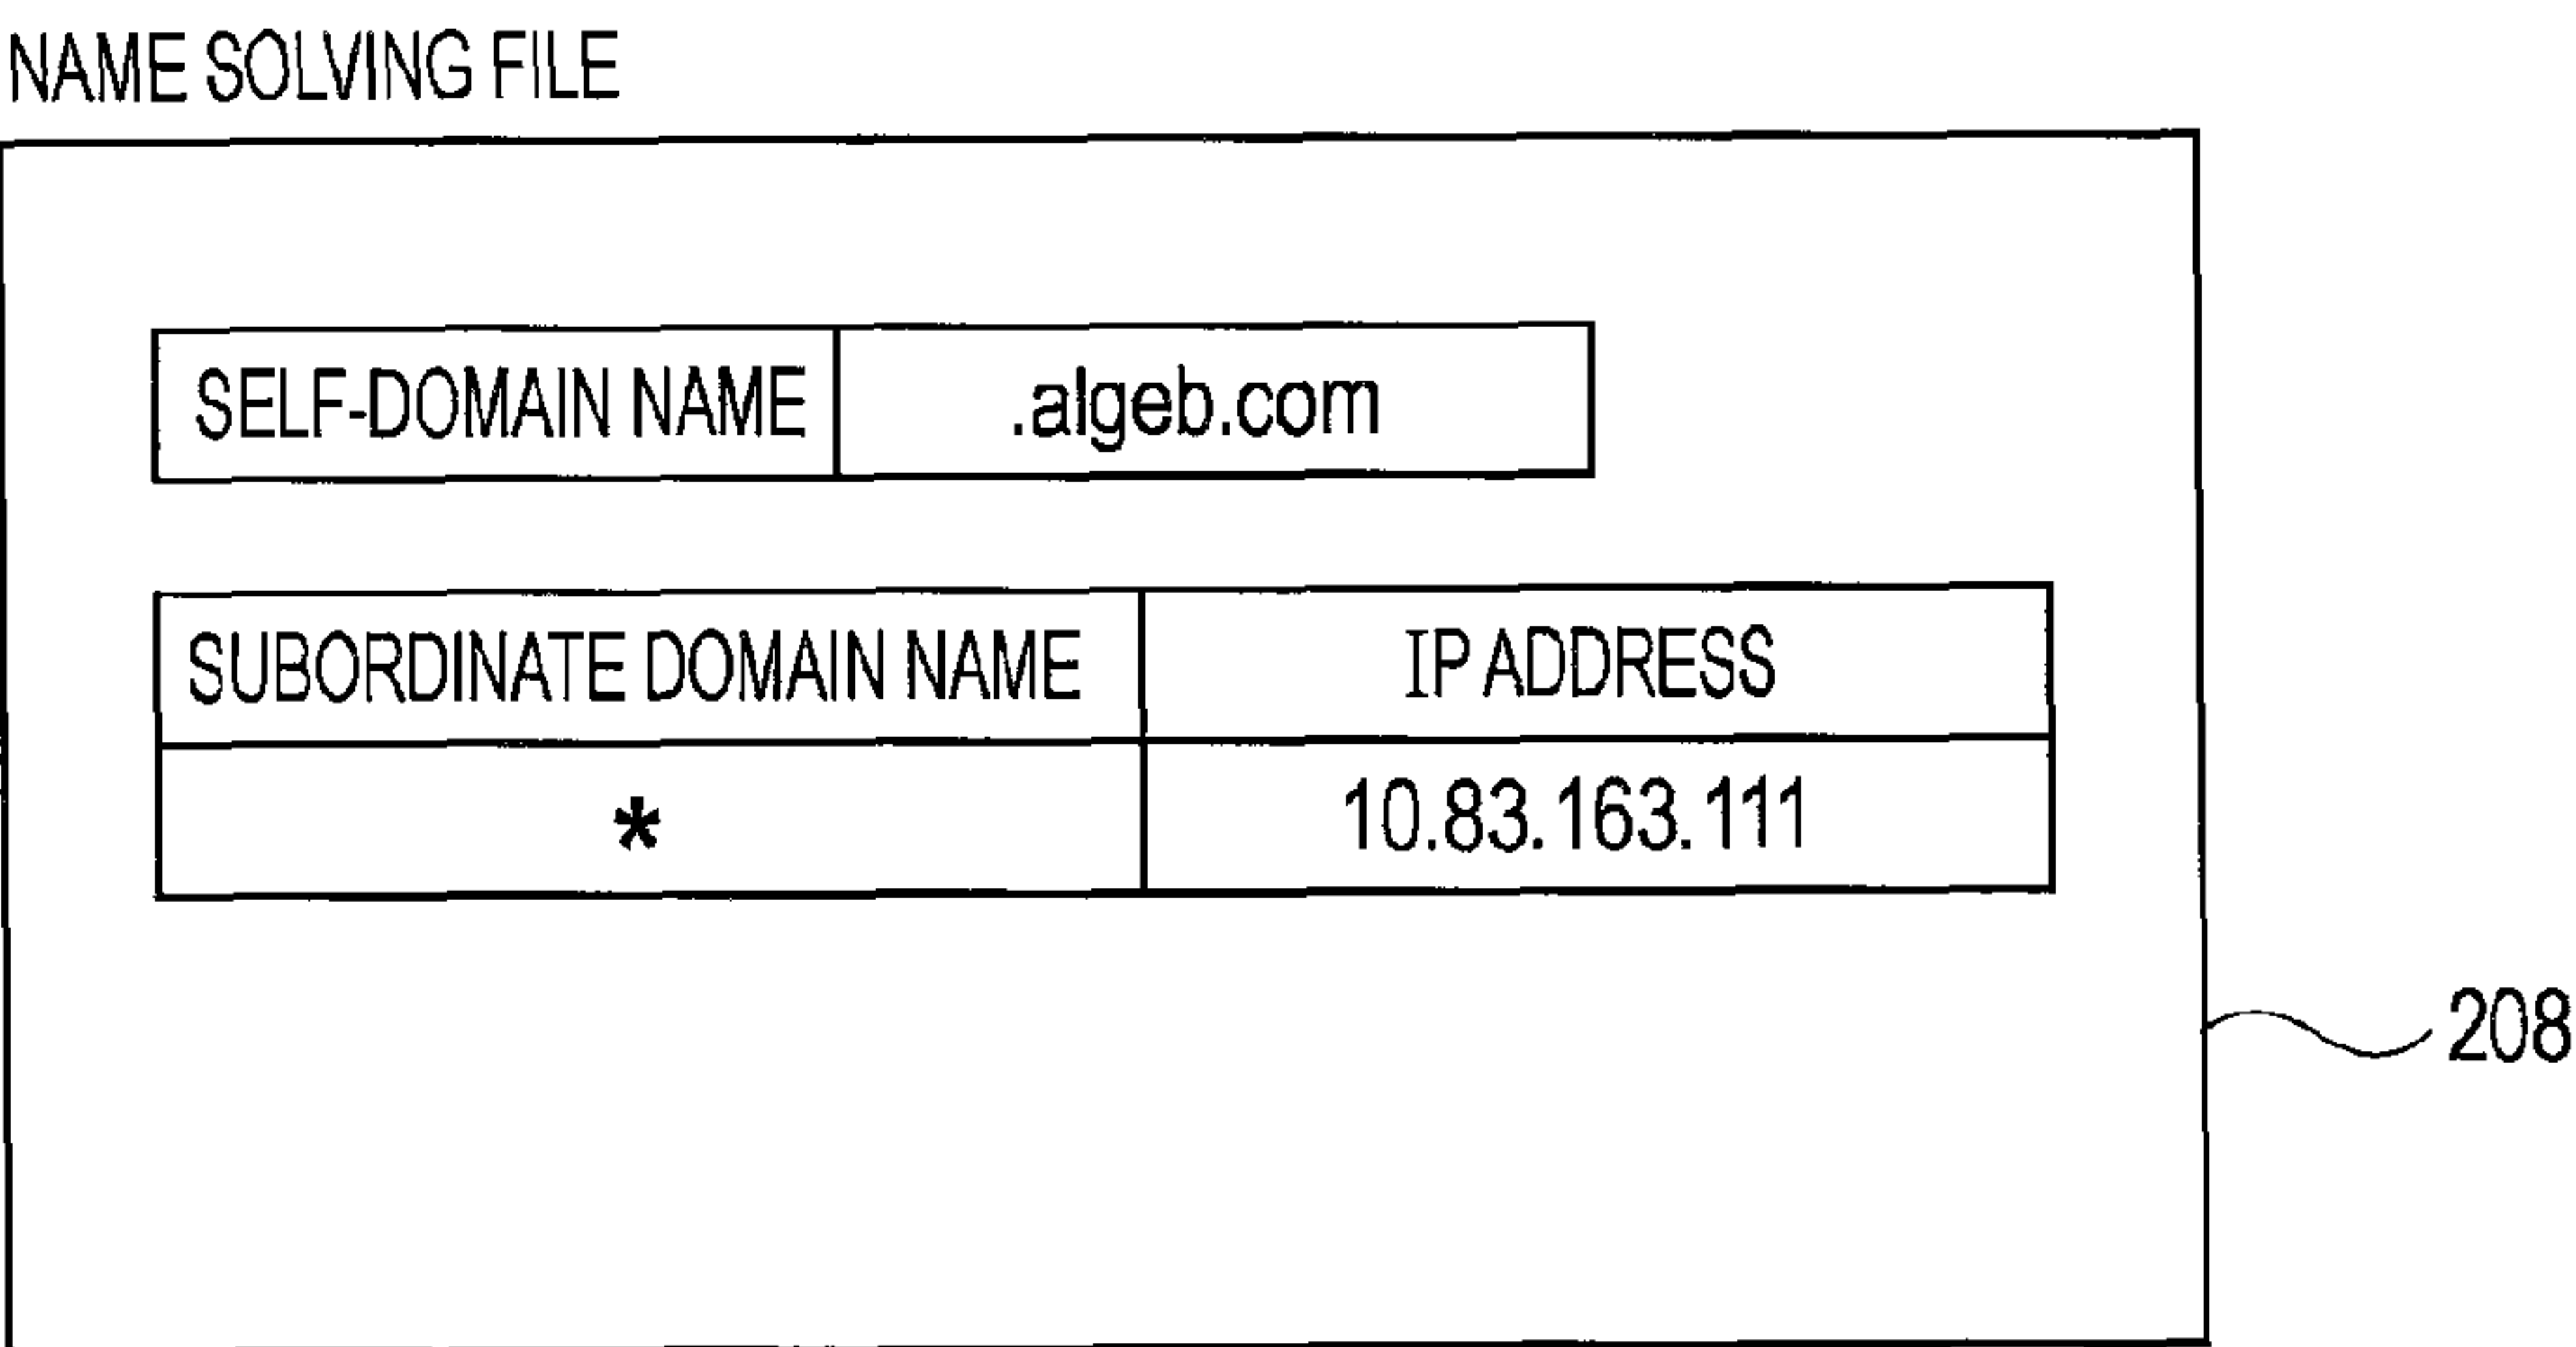 NAME SOLVING FILE
SELF-DOMAIN NAME .algeb.com
SUBORDINATE DOMAIN NAME IP ADDRESS
* 10.83.163.111
208